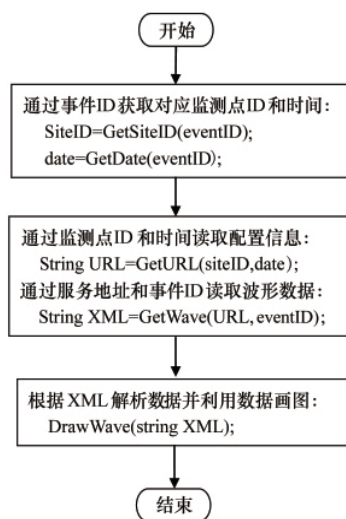 开始
通过事件ID获取对应监测点ID和时间：
SiteID=GetSiteID(eventID);
date=GetDate(eventID);
通过监测点ID和时间读取配置信息：
String URL=GetURL(siteID,date);
通过服务地址和事件ID读取波形数据：
String XML=GetWave(URL,eventID);
根据XML解析数据并利用数据画图：
DrawWave(string XML);
结束